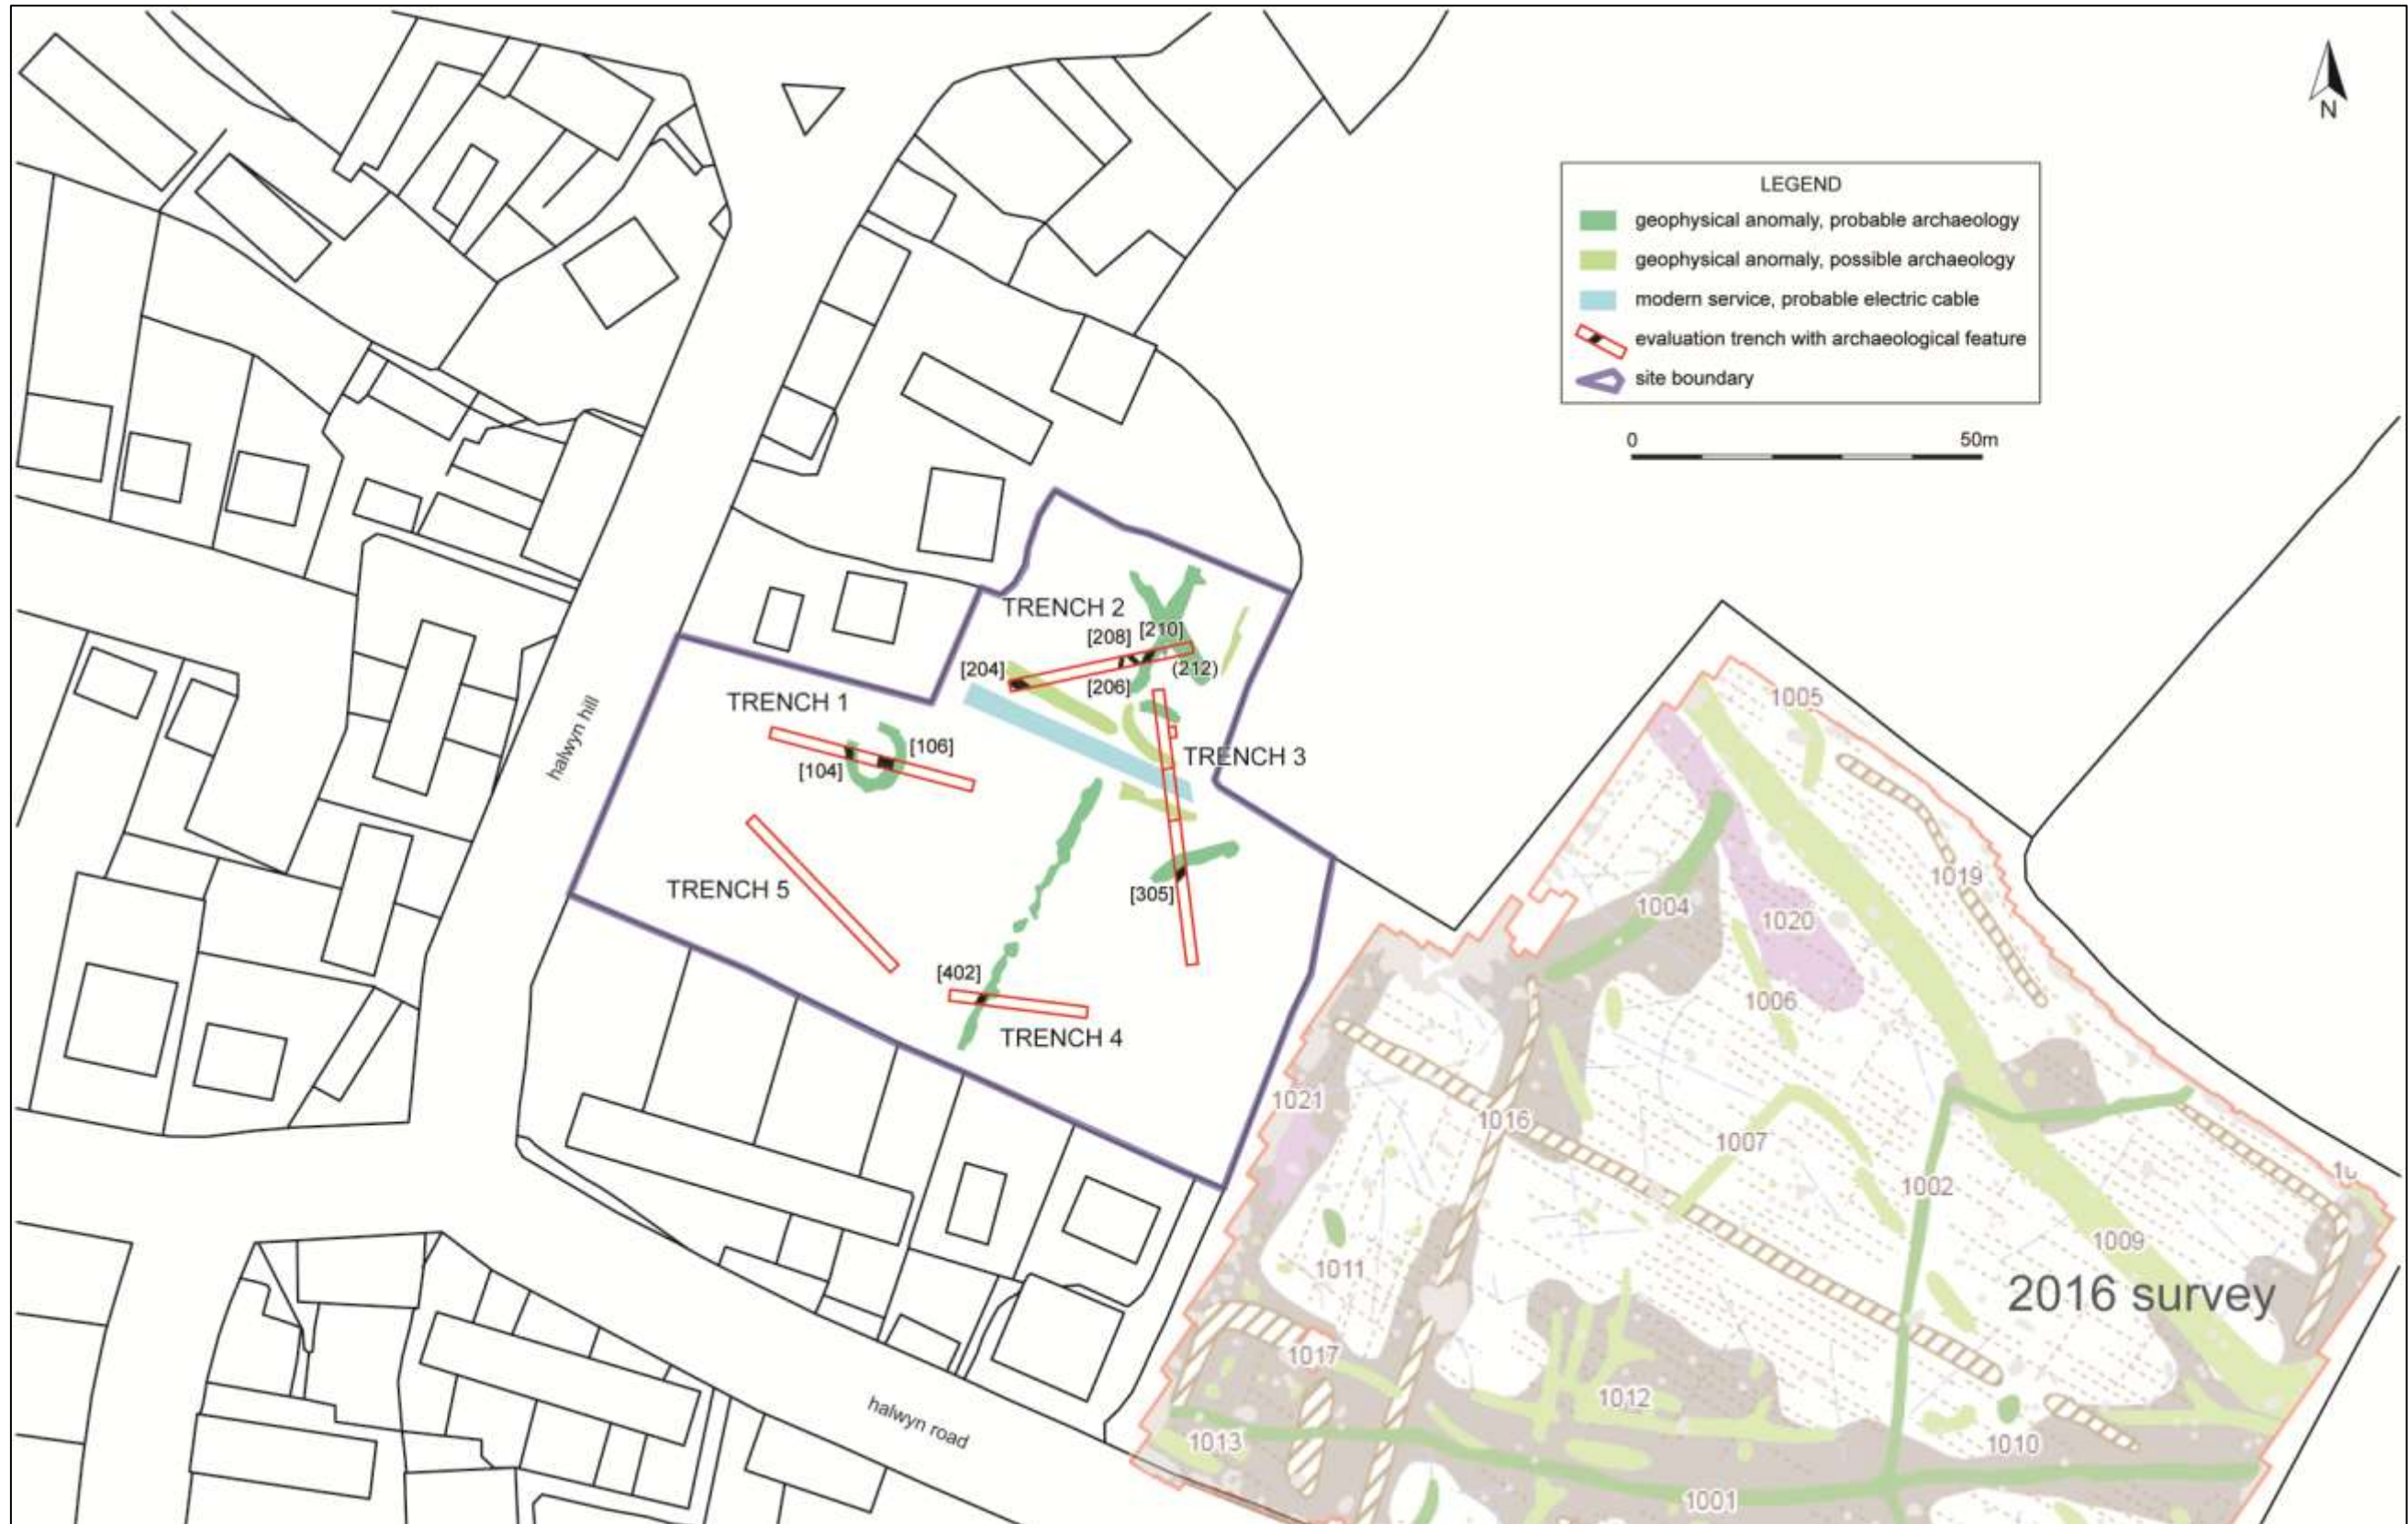 N
LEGEND
geophysical anomaly, probable archaeology
geophysical anomaly, possible archaeology
modern service, probable electric cable
evaluation trench with archaeological feature
site boundary
0 50m
TRENCH 2
[208] [210]
[204]
[206]
(212)
TRENCH 1
[106]
[104]
TRENCH 3
halwyn hill
TRENCH 5
[305]
[402]
TRENCH 4
halwyn road
1005
1019
1004
1020
1006
1021
1016
1007
1002
1009
1011
2016 survey
1017
1012
1013
1010
1001